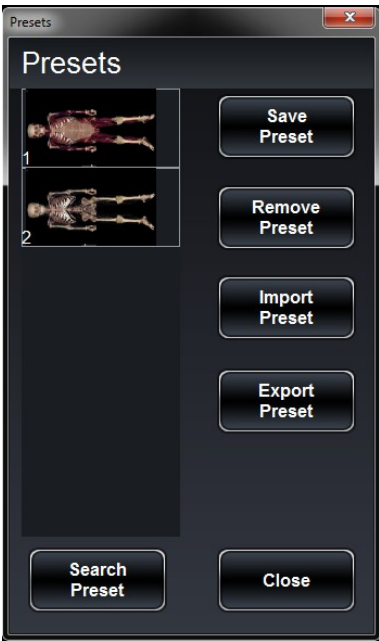 Presets
Presets
1
2
Save
Preset
Remove
Preset
Import
Preset
Export
Preset
Search
Preset
Close